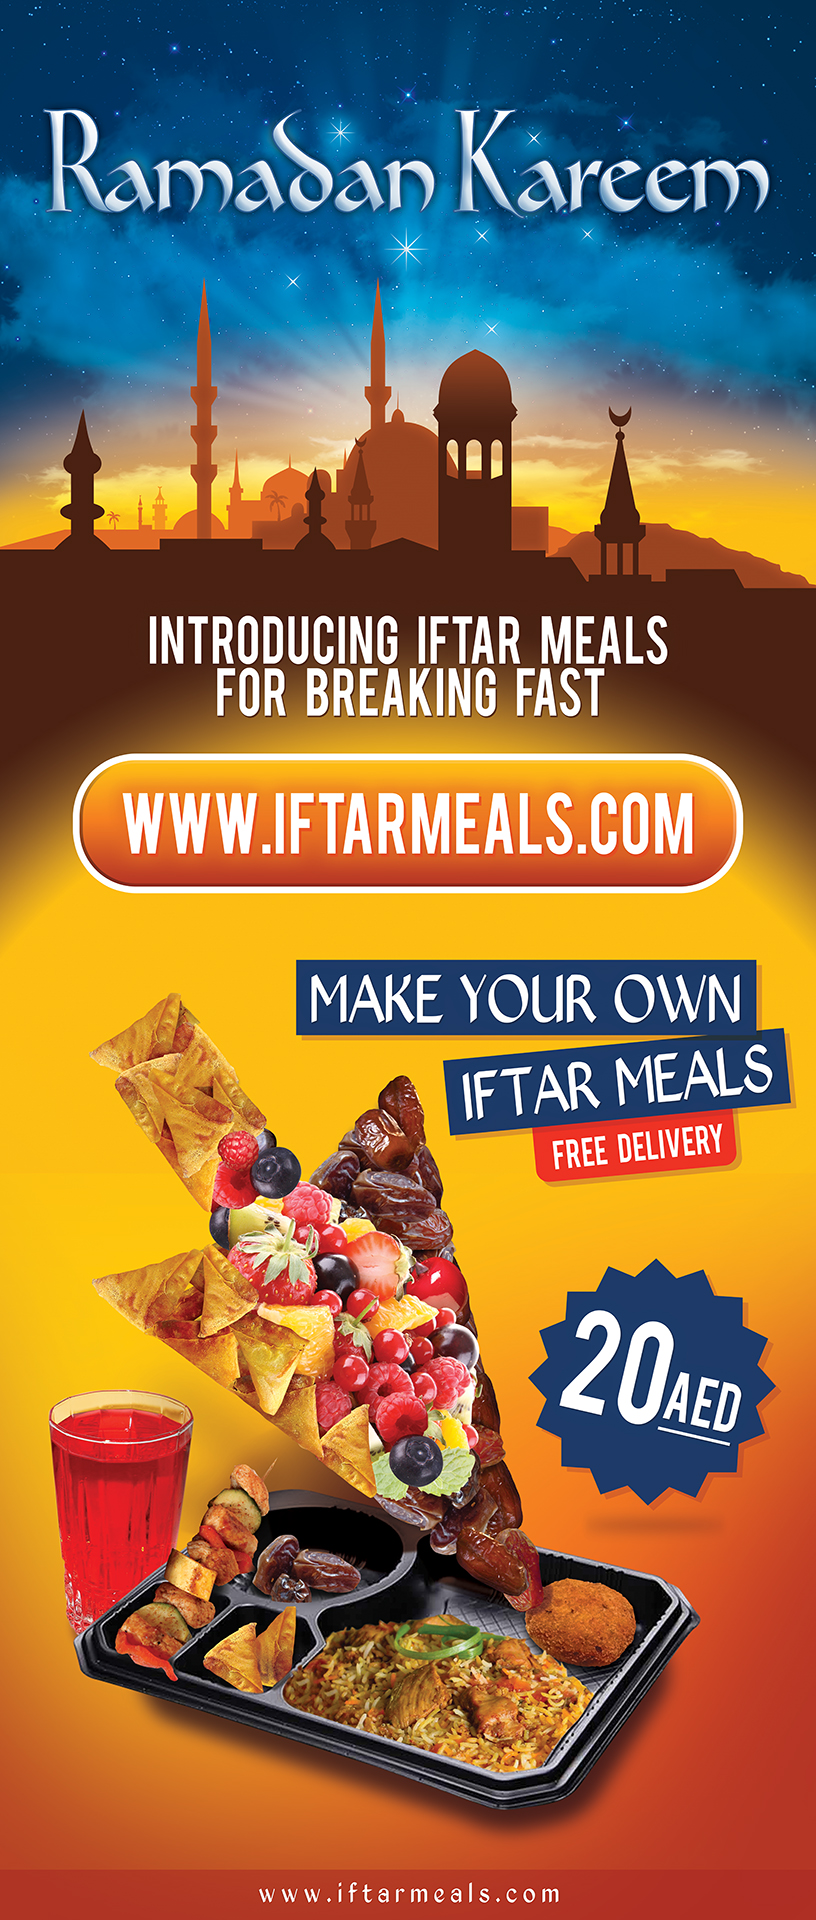 Ramadan Kareem
INTRODUCING IFTAR MEALS
FOR BREAKING FAST
WWW.IFTARMEALS.COM
MAKE YOUR OWN
IFTAR MEALS
FREE DELIVERY
20AED
www.iftarmeals.com